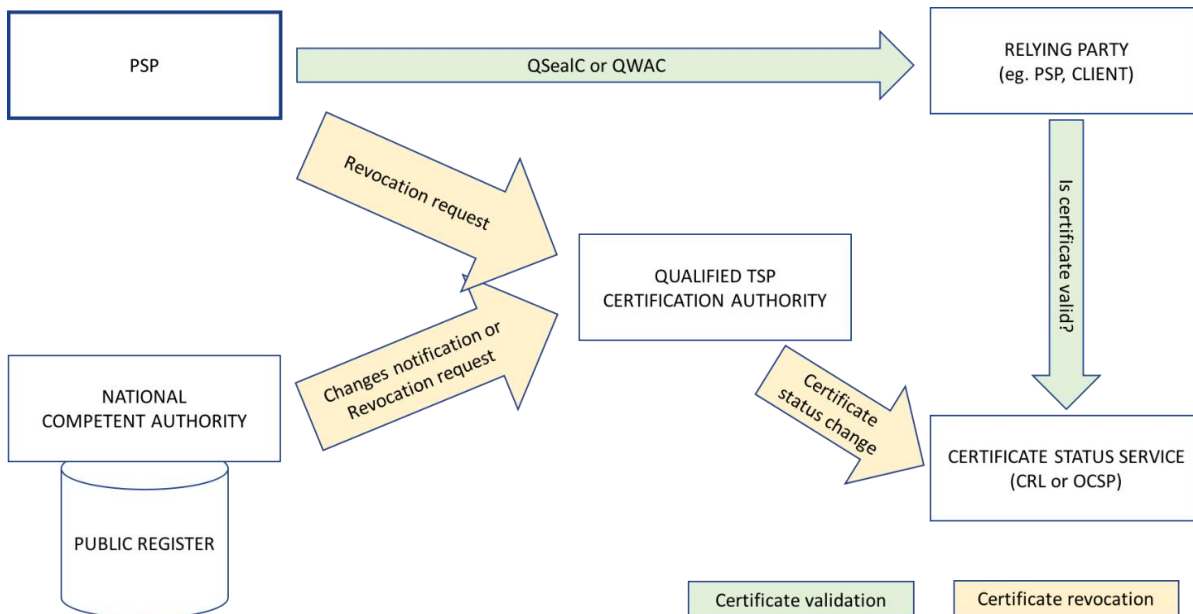 PSP
QSealC or QWAC
RELYING PARTY
(eg. PSP, CLIENT)
Revocation request
Is certificate valid?
QUALIFIED TSP
CERTIFICATION AUTHORITY
Changes notification or
Revocation request
NATIONAL
COMPETENT AUTHORITY
Certificate
status change
CERTIFICATE STATUS SERVICE
(CRL or OCSP)
PUBLIC REGISTER
Certificate validation
Certificate revocation